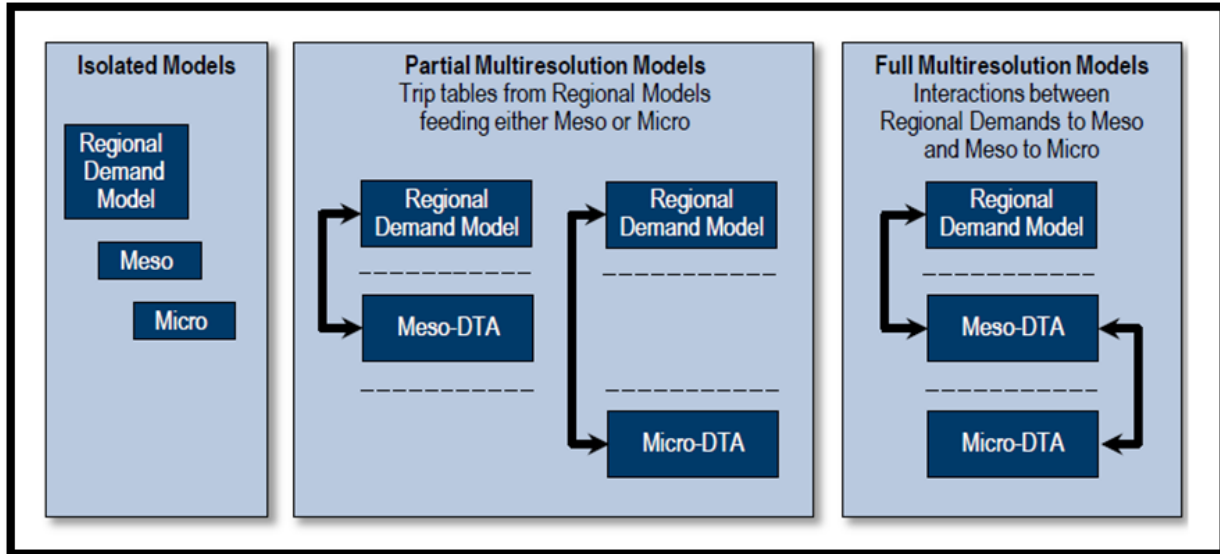 Isolated Models
Regional
Demand
Model
Meso
Micro
Partial Multiresolution Models
Trip tables from Regional Models
feeding either Meso or Micro
Regional
Demand Model
Meso-DTA
Regional
Demand Model
Micro-DTA
Full Multiresolution Models
Interactions between
Regional Demands to Meso
and Meso to Micro
Regional
Demand Model
Meso-DTA
Micro-DTA